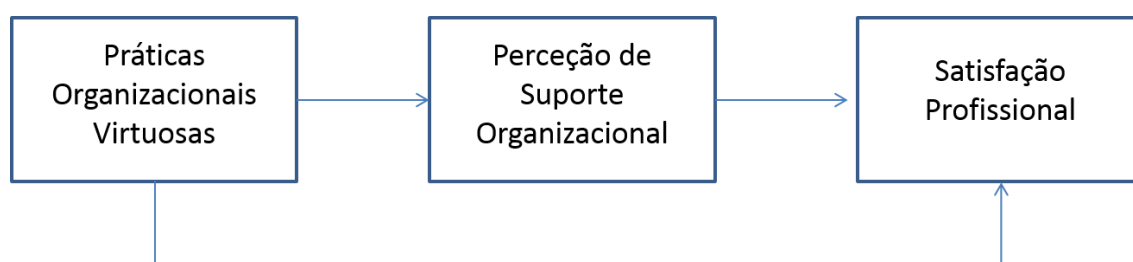 Práticas
Organizacionais
Virtuosas
Perceção de
Suporte
Organizacional
Satisfação
Profissional